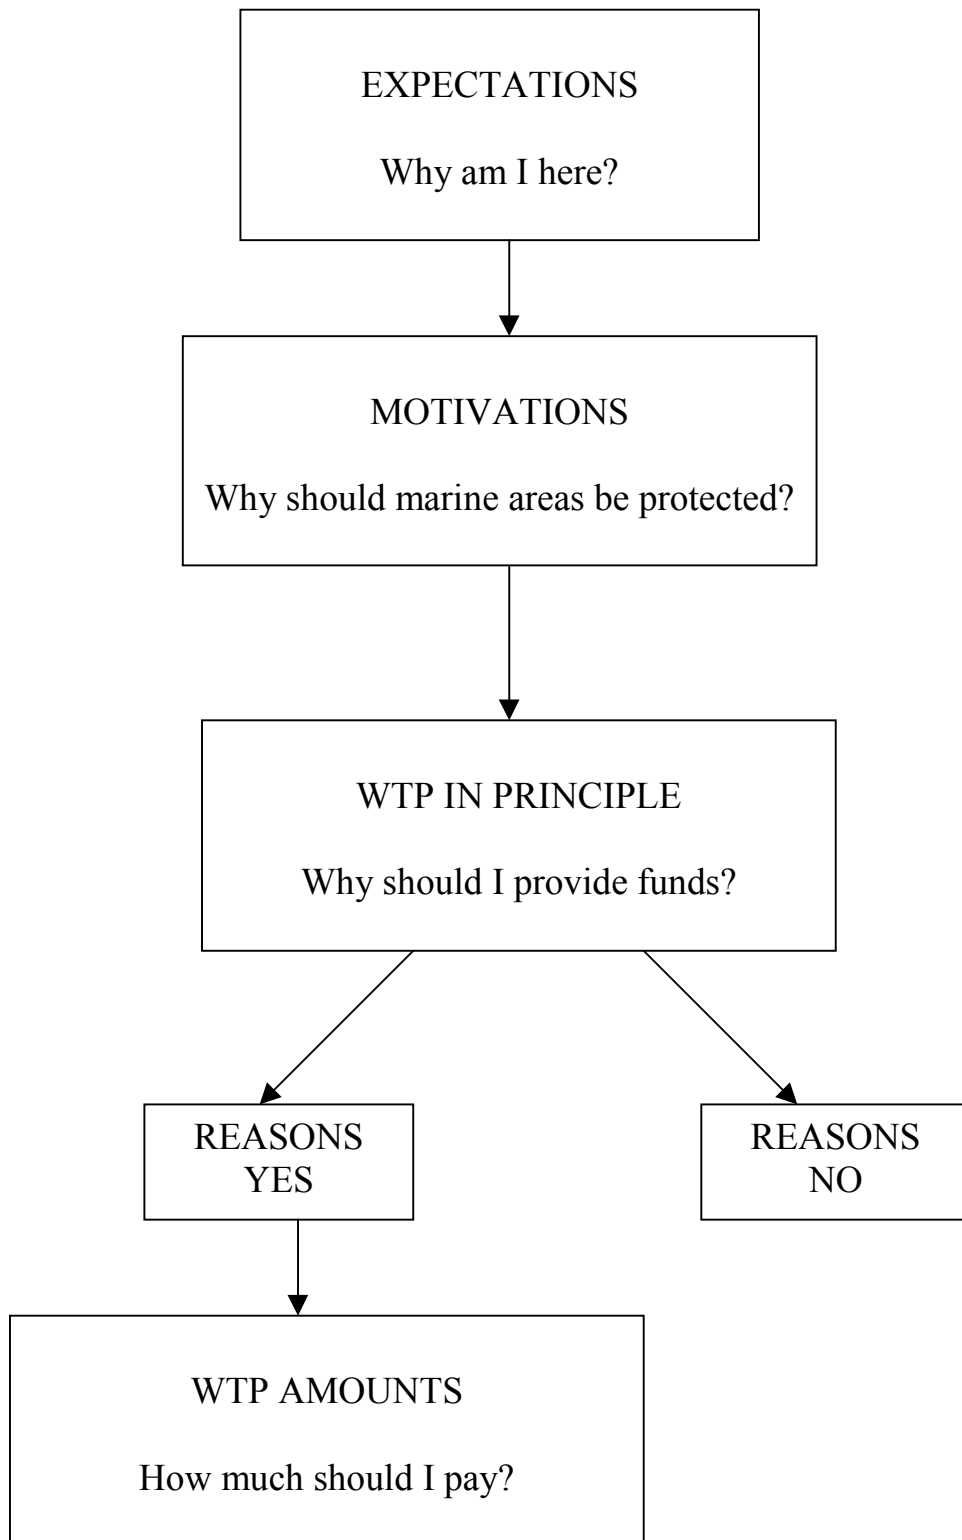 EXPECTATIONS
Why am I here?
MOTIVATIONS
Why should marine areas be protected?
WTP IN PRINCIPLE
Why should I provide funds?
REASONS
YES
REASONS
NO
WTP AMOUNTS
How much should I pay?